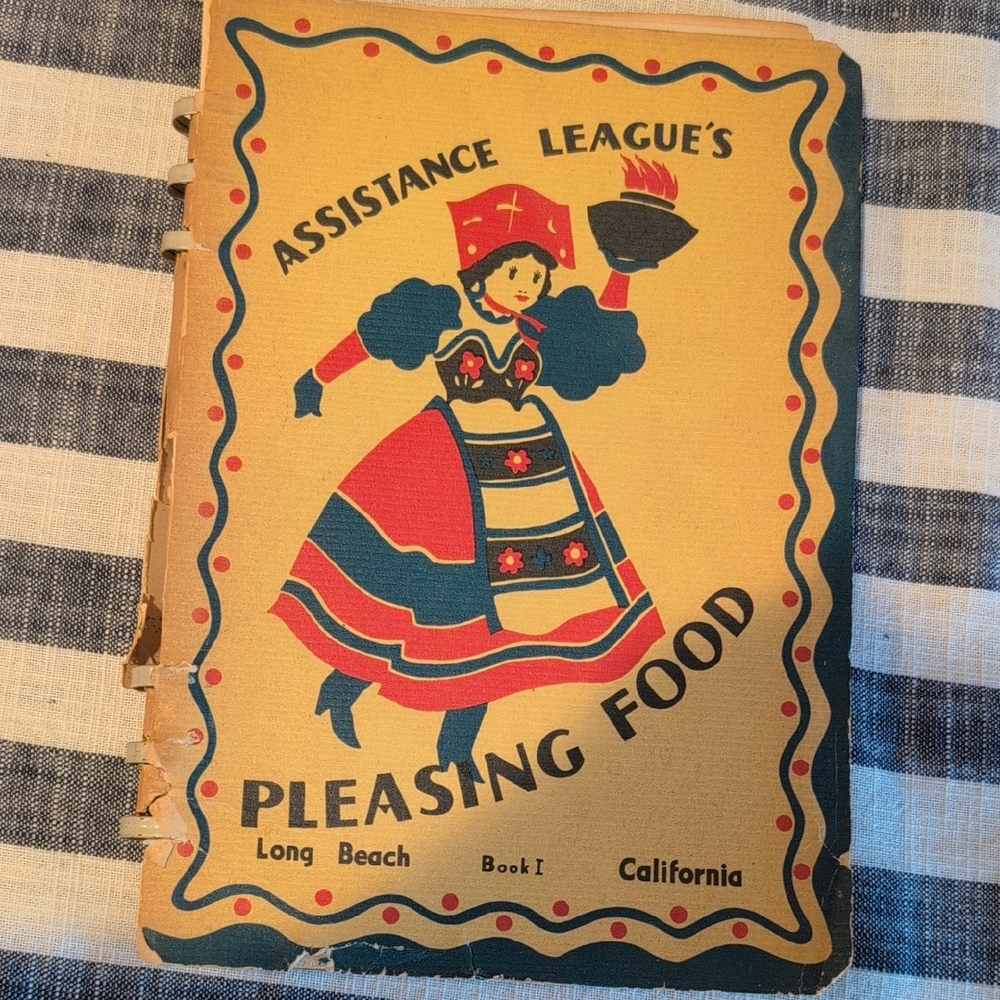 ASSISTANCE LEAGUE'S
PLEASING FOOD
Long Beach Book I California